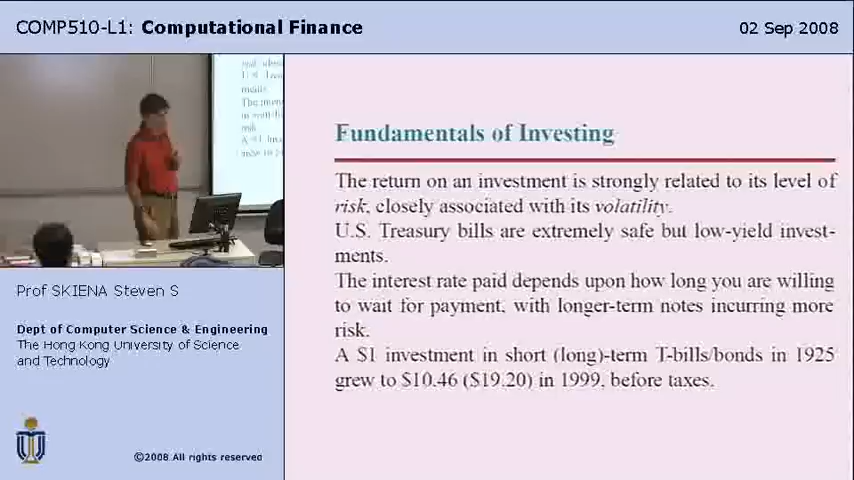 COMP510-L1: Computational Finance
02 Sep 2008
Fundamentals of Investing
The return on an investment is strongly related to its level of
risk, closely associated with its volatility.
U.S. Treasury bills are extremely safe but low-yield invest-
ments.
The interest rate paid depends upon how long you are willing
to wait for payment, with longer-term notes incurring more
risk.
A $1 investment in short (long)-term T-bills/bonds in 1925
grew to $10.46 ($19.20) in 1999, before taxes.
Prof SKIENA Steven S
Dept of Computer Science & Engineering
The Hong Kong University of Science
and Technology
©2008 All rights reserved